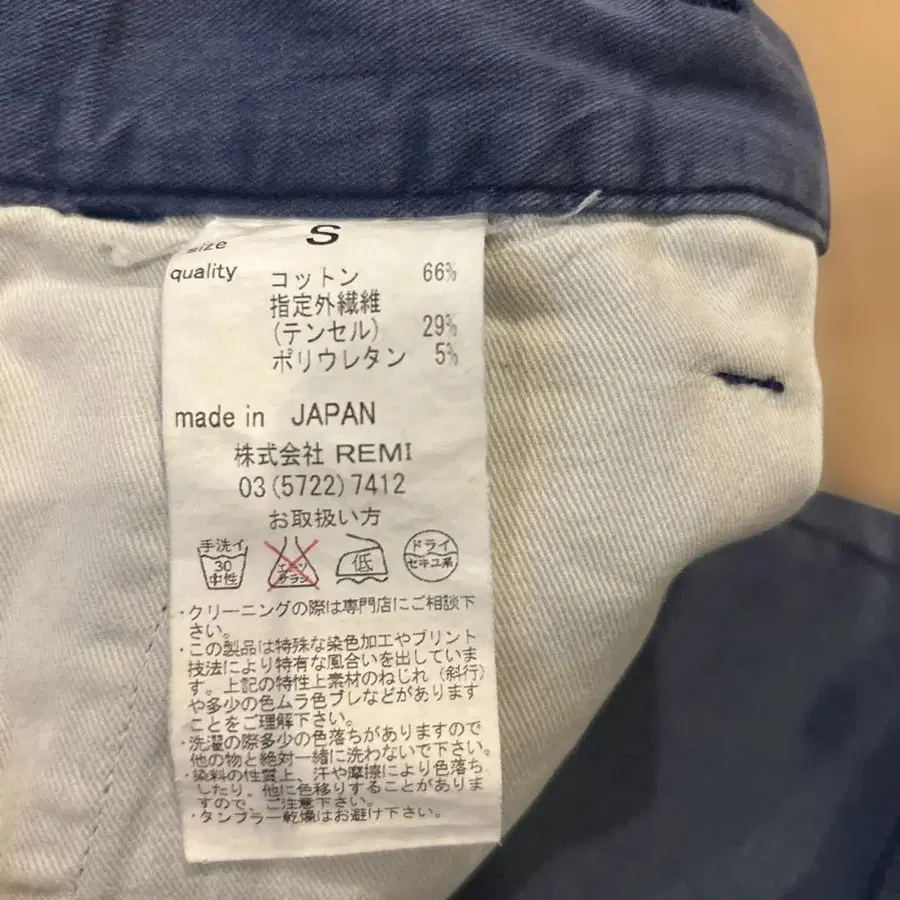 size S
quality コットン 66%
指定外繊維
(テンセル) 29%
ポリウレタン 5%
made in JAPAN
株式会社 REMI
03(5722)7412
お取扱い方
手洗イ
30
中性
エンソ
サラシ
低
ドライ
セキユ系
・クリーニングの際は専門店にご相談下
さい。
・この製品は特殊な染色加工やプリント
技法により特有な風合いを出していま
す。上記の特性上素材のねじれ(斜行)
や多少の色ムラ色ブレなどがあります
ことをご理解下さい。
・洗濯の際多少の色落ちがありますので
他の物と絶対一緒に洗わないで下さい。
・染料の性質上、汗や摩擦により色落ち
したり、他に色移りすることがありま
すので、ご注意下さい。
・タンブラー乾燥はお避け下さい。